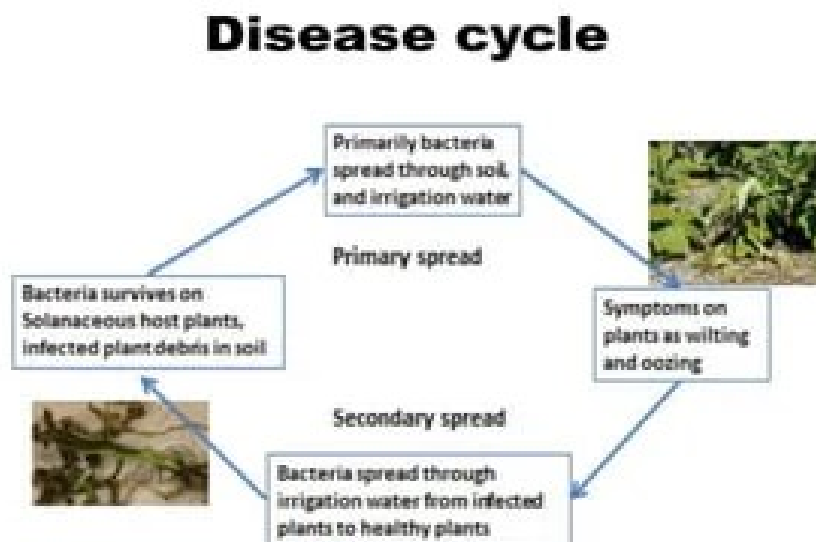 Disease cycle
Primarily bacteria
spread through soil,
and irrigation water
Primary spread
Bacteria survives on
Solanaceous host plants,
infected plant debris in soil
Symptoms on
plants as wilting
and oozing
Secondary spread
Bacteria spread through
irrigation water from infected
plants to healthy plants